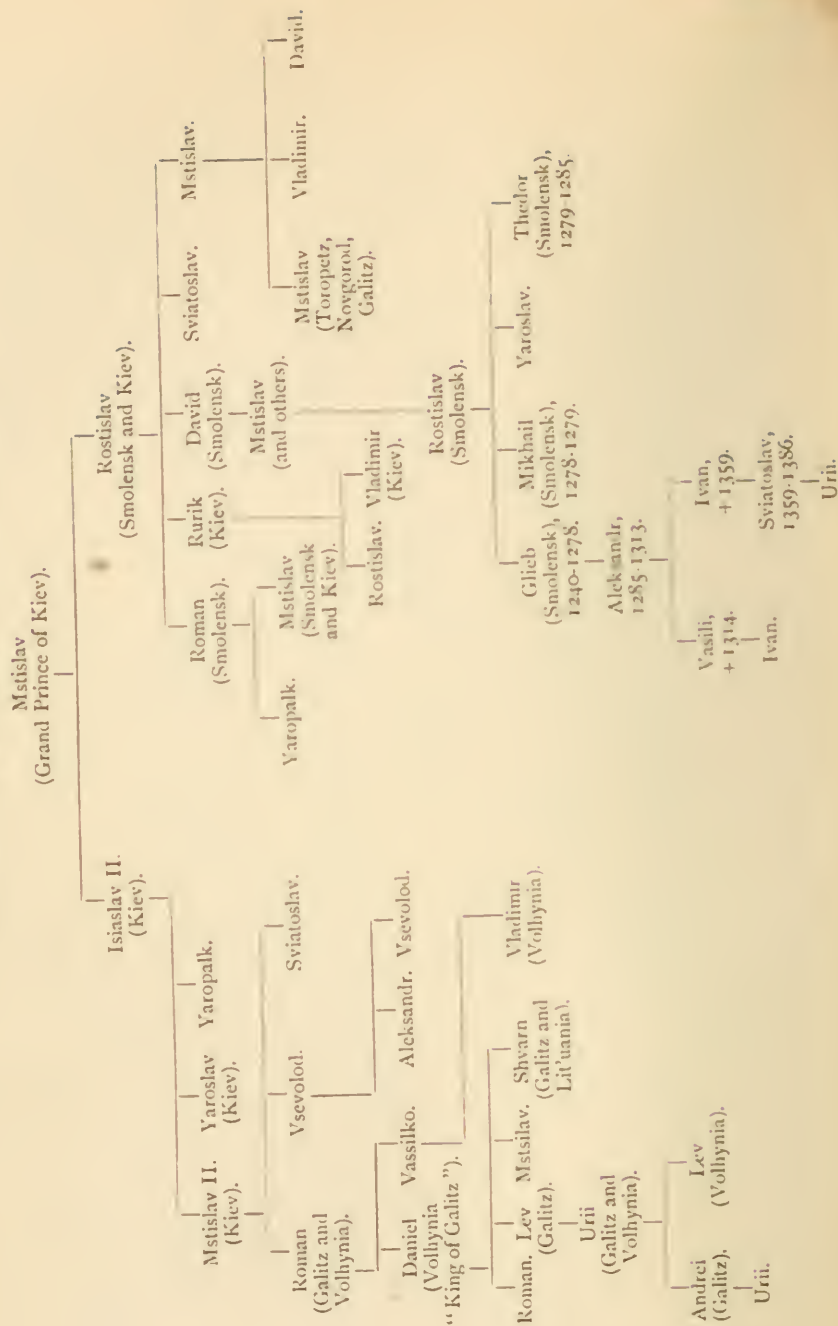 Mstislav
(Grand Prince of Kiev).
Isiaslav II.
(Kiev).
Rostislav
(Smolensk and Kiev).
Mstislav II.
(Kiev).
Yaroslav
(Kiev).
Yaropalk.
Roman
(Smolensk).
Rurik
(Kiev).
David
(Smolensk).
Sviatoslav.
Mstislav.
Roman
(Galitz and
Volhynia).
Vsevolod.
Sviatoslav.
Yaropalk.
Mstislav
(Smolensk
and Kiev).
Rostislav.
Vladimir
(Kiev).
Mstislav
(and others).
Mstislav
(Toropetz,
Novgorod,
Galitz).
Vladimir.
David.
Daniel
(Volhynia
"King of Galitz").
Vassilko.
Aleksandr.
Vsevolod.
Rostislav
(Smolensk).
Roman.
Lev
(Galitz).
Mstsilav.
Shvarn
(Galitz and
Lit'uania).
Vladimir
(Volhynia).
Glieb
(Smolensk),
1240-1278.
Mikhail
(Smolensk),
1278-1279.
Yaroslav.
Thedor
(Smolensk),
1279-1285.
Urii
(Galitz and
Volhynia).
Aleksandr,
1285-1313.
Andrei
(Galitz).
Lev
(Volhynia).
Vasili,
+ 1314.
Ivan,
+ 1359.
Urii.
Ivan.
Sviatoslav,
1359-1386.
Urii.